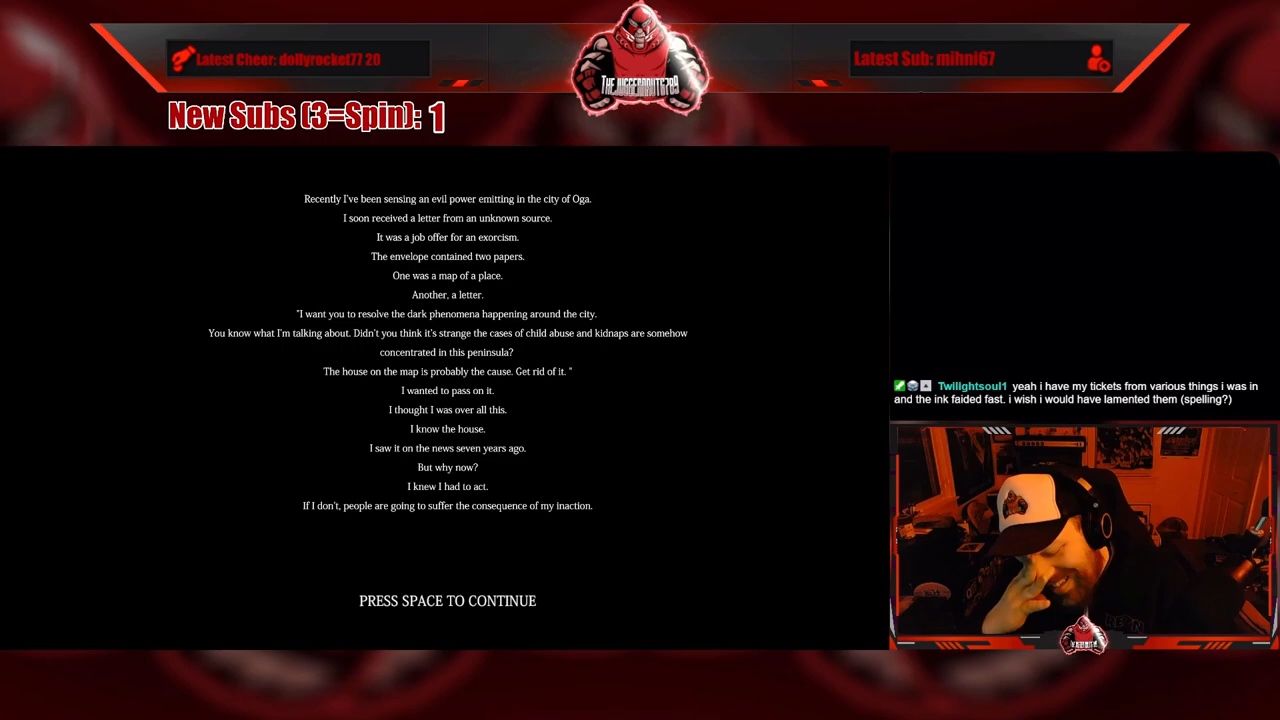 Latest Cheer: dollyrocket77 20
THEJUGGERNAUT6789
Latest Sub: mihni67
New Subs (3=Spin): 1
Recently I've been sensing an evil power emitting in the city of Oga.
I soon received a letter from an unknown source.
It was a job offer for an exorcism.
The envelope contained two papers.
One was a map of a place.
Another, a letter.
"I want you to resolve the dark phenomena happening around the city.
You know what I'm talking about. Didn't you think it's strange the cases of child abuse and kidnaps are somehow
concentrated in this peninsula?
The house on the map is probably the cause. Get rid of it. "
I wanted to pass on it.
I thought I was over all this.
I know the house.
I saw it on the news seven years ago.
But why now?
I knew I had to act.
If I don't, people are going to suffer the consequence of my inaction.
PRESS SPACE TO CONTINUE
Twilightsoul1 yeah i have my tickets from various things i was in
and the ink faided fast. i wish i would have lamented them (spelling?)